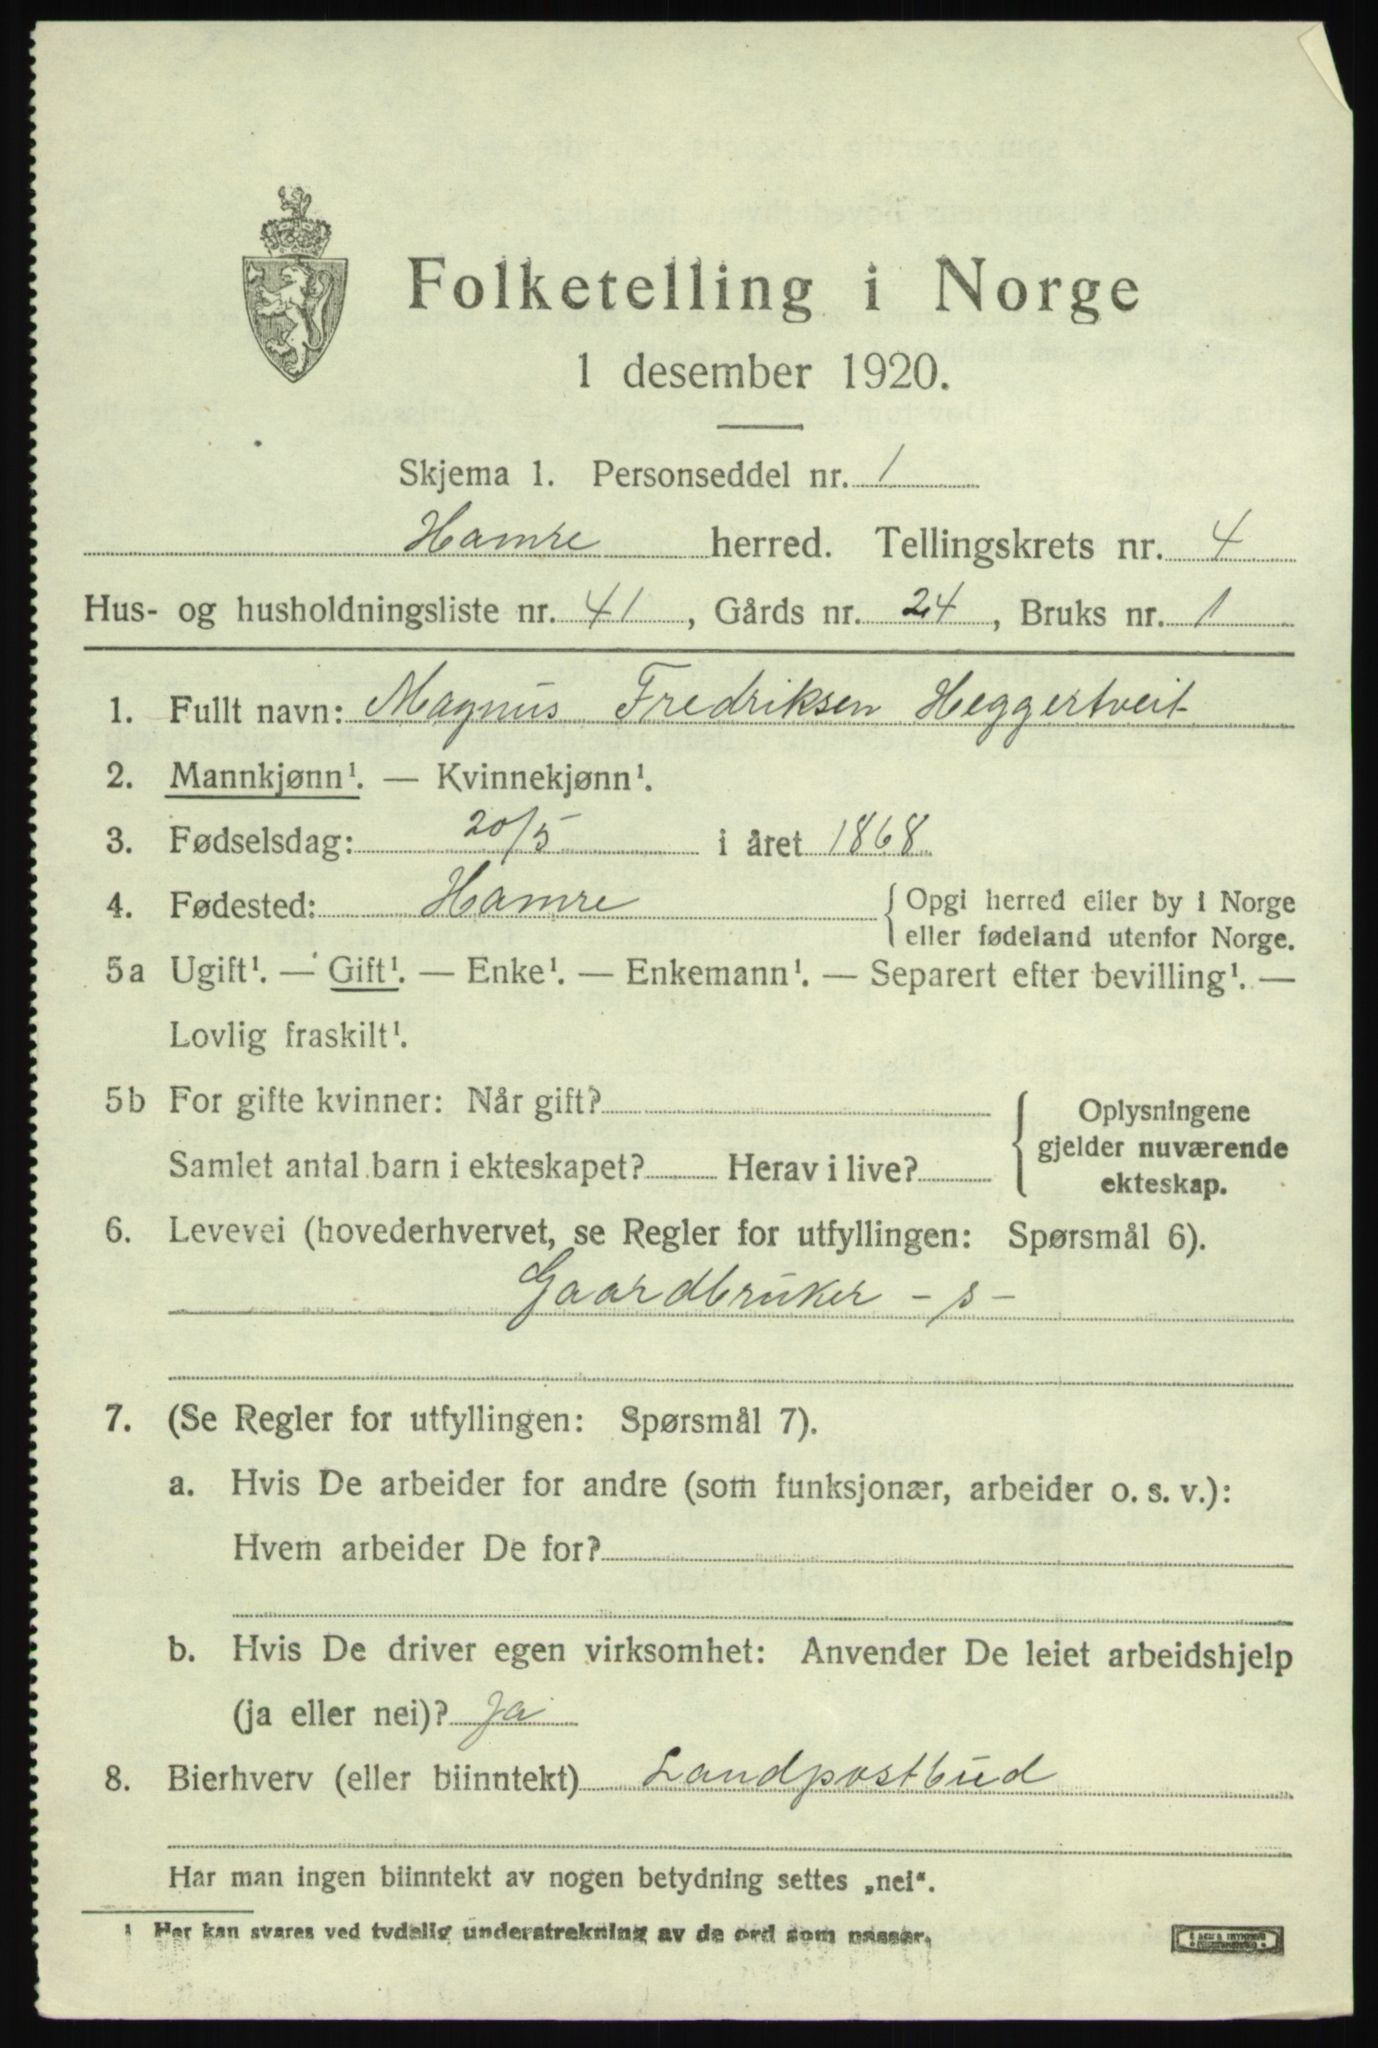 Folketelling i Norge
1 desember 1920.
Skjema 1. Personseddel nr. 1
Hamre herred. Tellingskrets nr. 4
Hus- og husholdningsliste nr. 41, Gårds nr. 24, Bruks nr. 1
1. Fullt navn: Magnus Fredriksen Heggertveit
2. Mannkjønn¹. — Kvinnekjønn¹.
3. Fødselsdag: 20/5 i året 1868
4. Fødested: Hamre { Opgi herred eller by i Norge
eller fødeland utenfor Norge.
5a Ugift¹. — Gift¹. — Enke¹. — Enkemann¹. — Separert efter bevilling¹. —
Lovlig fraskilt¹.
5b For gifte kvinner: Når gift?
Samlet antal barn i ekteskapet? Herav i live?
{ Oplysningene
gjelder nuværende
ekteskap.
6. Levevei (hovederhvervet, se Regler for utfyllingen: Spørsmål 6).
Gaardbruker - s -
7. (Se Regler for utfyllingen: Spørsmål 7).
a. Hvis De arbeider for andre (som funksjonær, arbeider o. s. v.):
Hvem arbeider De for?
b. Hvis De driver egen virksomhet: Anvender De leiet arbeidshjelp
(ja eller nei)? Ja
8. Bierhverv (eller biinntekt) Landpostbud
Har man ingen biinntekt av nogen betydning settes „nei".
¹ Her kan svares ved tydelig understrekning av de ord som passer.